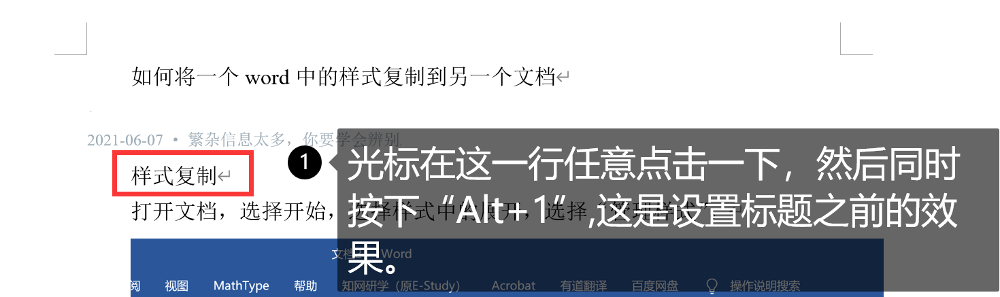 如何将一个 word 中的样式复制到另一个文档↵
2021-06-07 • 繁杂信息太多，你要学会辨别
样式复制↵
1
光标在这一行任意点击一下，然后同时
按下“Alt+1”,这是设置标题之前的效
果。
打开文档，选择开始，选择样式中的展开，选择“管理样式”
文档 Word
阅 视图 MathType 帮助 知网研学（原E-Study） Acrobat 有道翻译 百度网盘 操作说明搜索